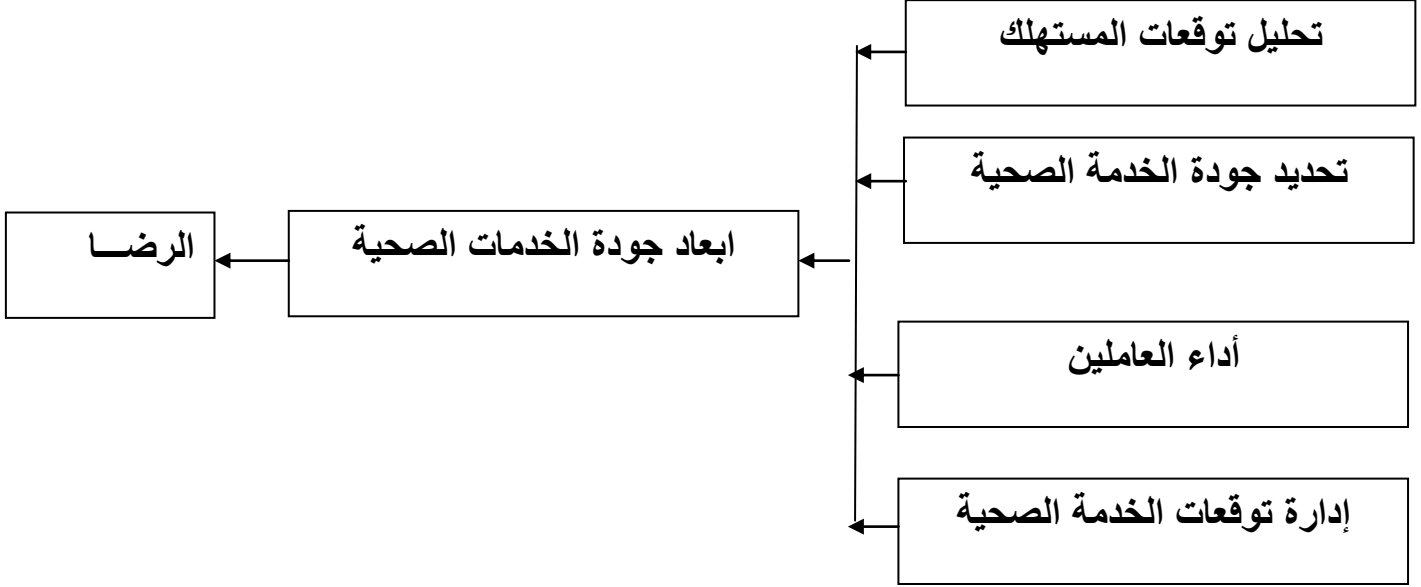 تحليل توقعات المستهلك
تحديد جودة الخدمة الصحية
ابعاد جودة الخدمات الصحية
الرضــا
أداء العاملين
إدارة توقعات الخدمة الصحية